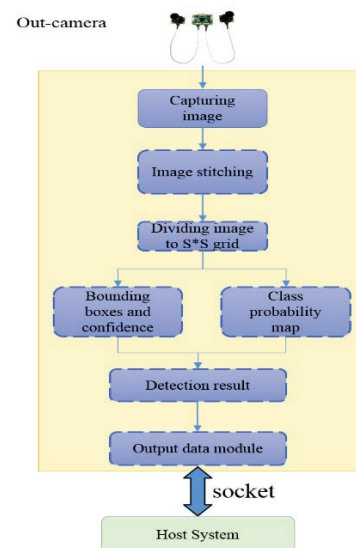 Out-camera
Capturing
image
Image stitching
Dividing image
to S*S grid
Bounding
boxes and
confidence
Class
probability
map
Detection result
Output data module
socket
Host System